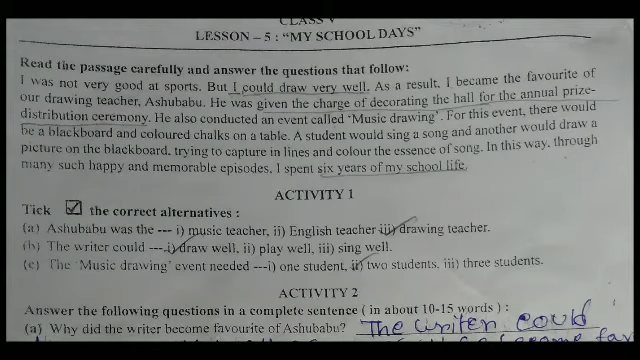 CLASS V
LESSON – 5 : “MY SCHOOL DAYS”
Read the passage carefully and answer the questions that follow:
I was not very good at sports. But I could draw very well. As a result, I became the favourite of
our drawing teacher, Ashubabu. He was given the charge of decorating the hall for the annual prize-
distribution ceremony. He also conducted an event called ‘Music drawing’. For this event, there would
be a blackboard and coloured chalks on a table. A student would sing a song and another would draw a
picture on the blackboard, trying to capture in lines and colour the essence of song. In this way, through
many such happy and memorable episodes, I spent six years of my school life.
ACTIVITY 1
Tick ☑ the correct alternatives :
(a) Ashubabu was the --- i) music teacher, ii) English teacher iii) drawing teacher.
(b) The writer could --- i) draw well, ii) play well, iii) sing well.
(c) The ‘Music drawing’ event needed ---i) one student, ii) two students. iii) three students.
ACTIVITY 2
Answer the following questions in a complete sentence ( in about 10-15 words) :
(a) Why did the writer become favourite of Ashubabu? The writer could